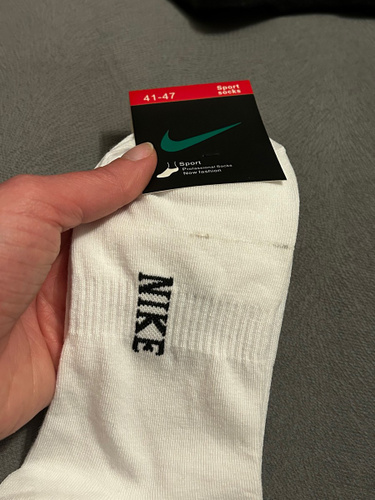 41-47
Sport
socks
Sport
Professional Socks
Now fashion
NIKE